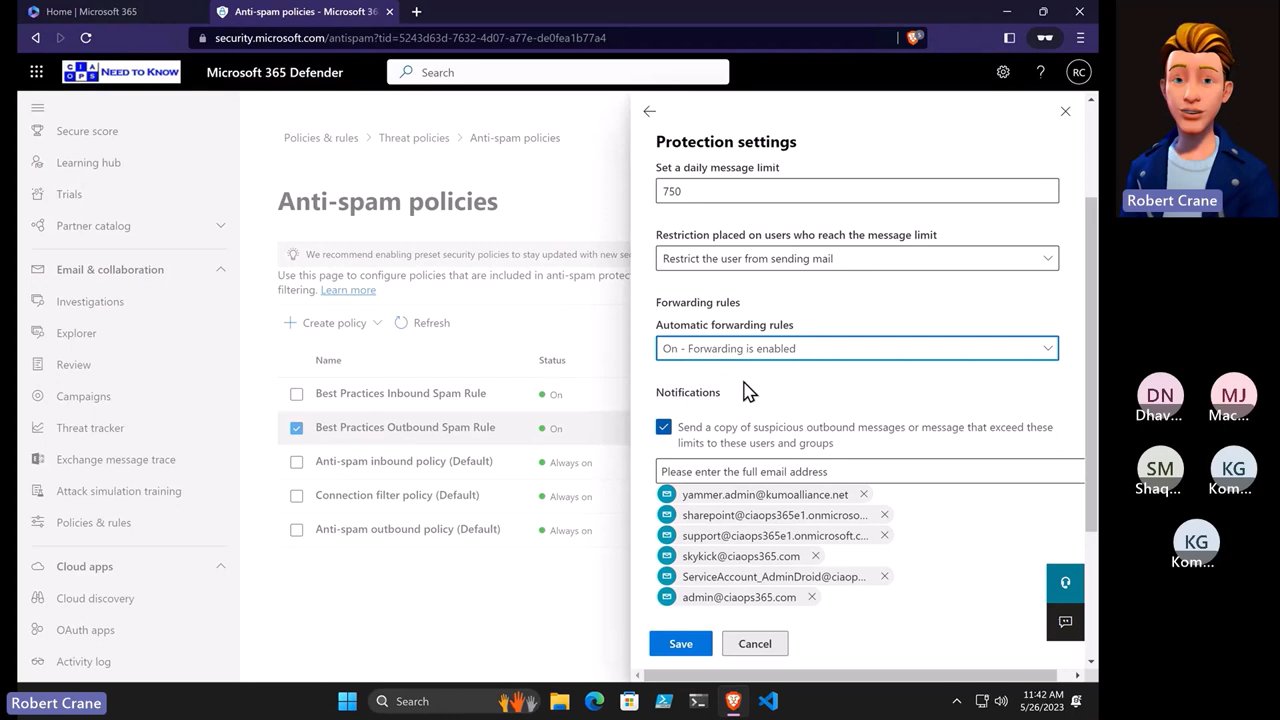 Home | Microsoft 365
Anti-spam policies - Microsoft 36
security.microsoft.com/antispam?tid=5243d63d-7632-4d07-a77e-de0fea1b77a4
CIAOPS NEED TO KNOW
Microsoft 365 Defender
Search
RC
Secure score
Learning hub
Trials
Partner catalog
Email & collaboration
Investigations
Explorer
Review
Campaigns
Threat tracker
Exchange message trace
Attack simulation training
Policies & rules
Cloud apps
Cloud discovery
OAuth apps
Activity log
Policies & rules > Threat policies > Anti-spam policies
Anti-spam policies
We recommend enabling preset security policies to stay updated with new se
Use this page to configure policies that are included in anti-spam protec
filtering. Learn more
Create policy
Refresh
Name
Status
Best Practices Inbound Spam Rule
On
Best Practices Outbound Spam Rule
On
Anti-spam inbound policy (Default)
Always on
Connection filter policy (Default)
Always on
Anti-spam outbound policy (Default)
Always on
Protection settings
Set a daily message limit
750
Restriction placed on users who reach the message limit
Restrict the user from sending mail
Forwarding rules
Automatic forwarding rules
On - Forwarding is enabled
Notifications
Send a copy of suspicious outbound messages or message that exceed these
limits to these users and groups
Please enter the full email address
yammer.admin@kumoalliance.net
sharepoint@ciaops365e1.onmicroso...
support@ciaops365e1.onmicrosoft.c...
skykick@ciaops365.com
ServiceAccount_AdminDroid@ciaop...
admin@ciaops365.com
Save
Cancel
Robert Crane
DN
Dhav...
MJ
Mac...
SM
Shaq...
KG
Kom...
KG
Kom...
Robert Crane
Search
11:42 AM
5/26/2023